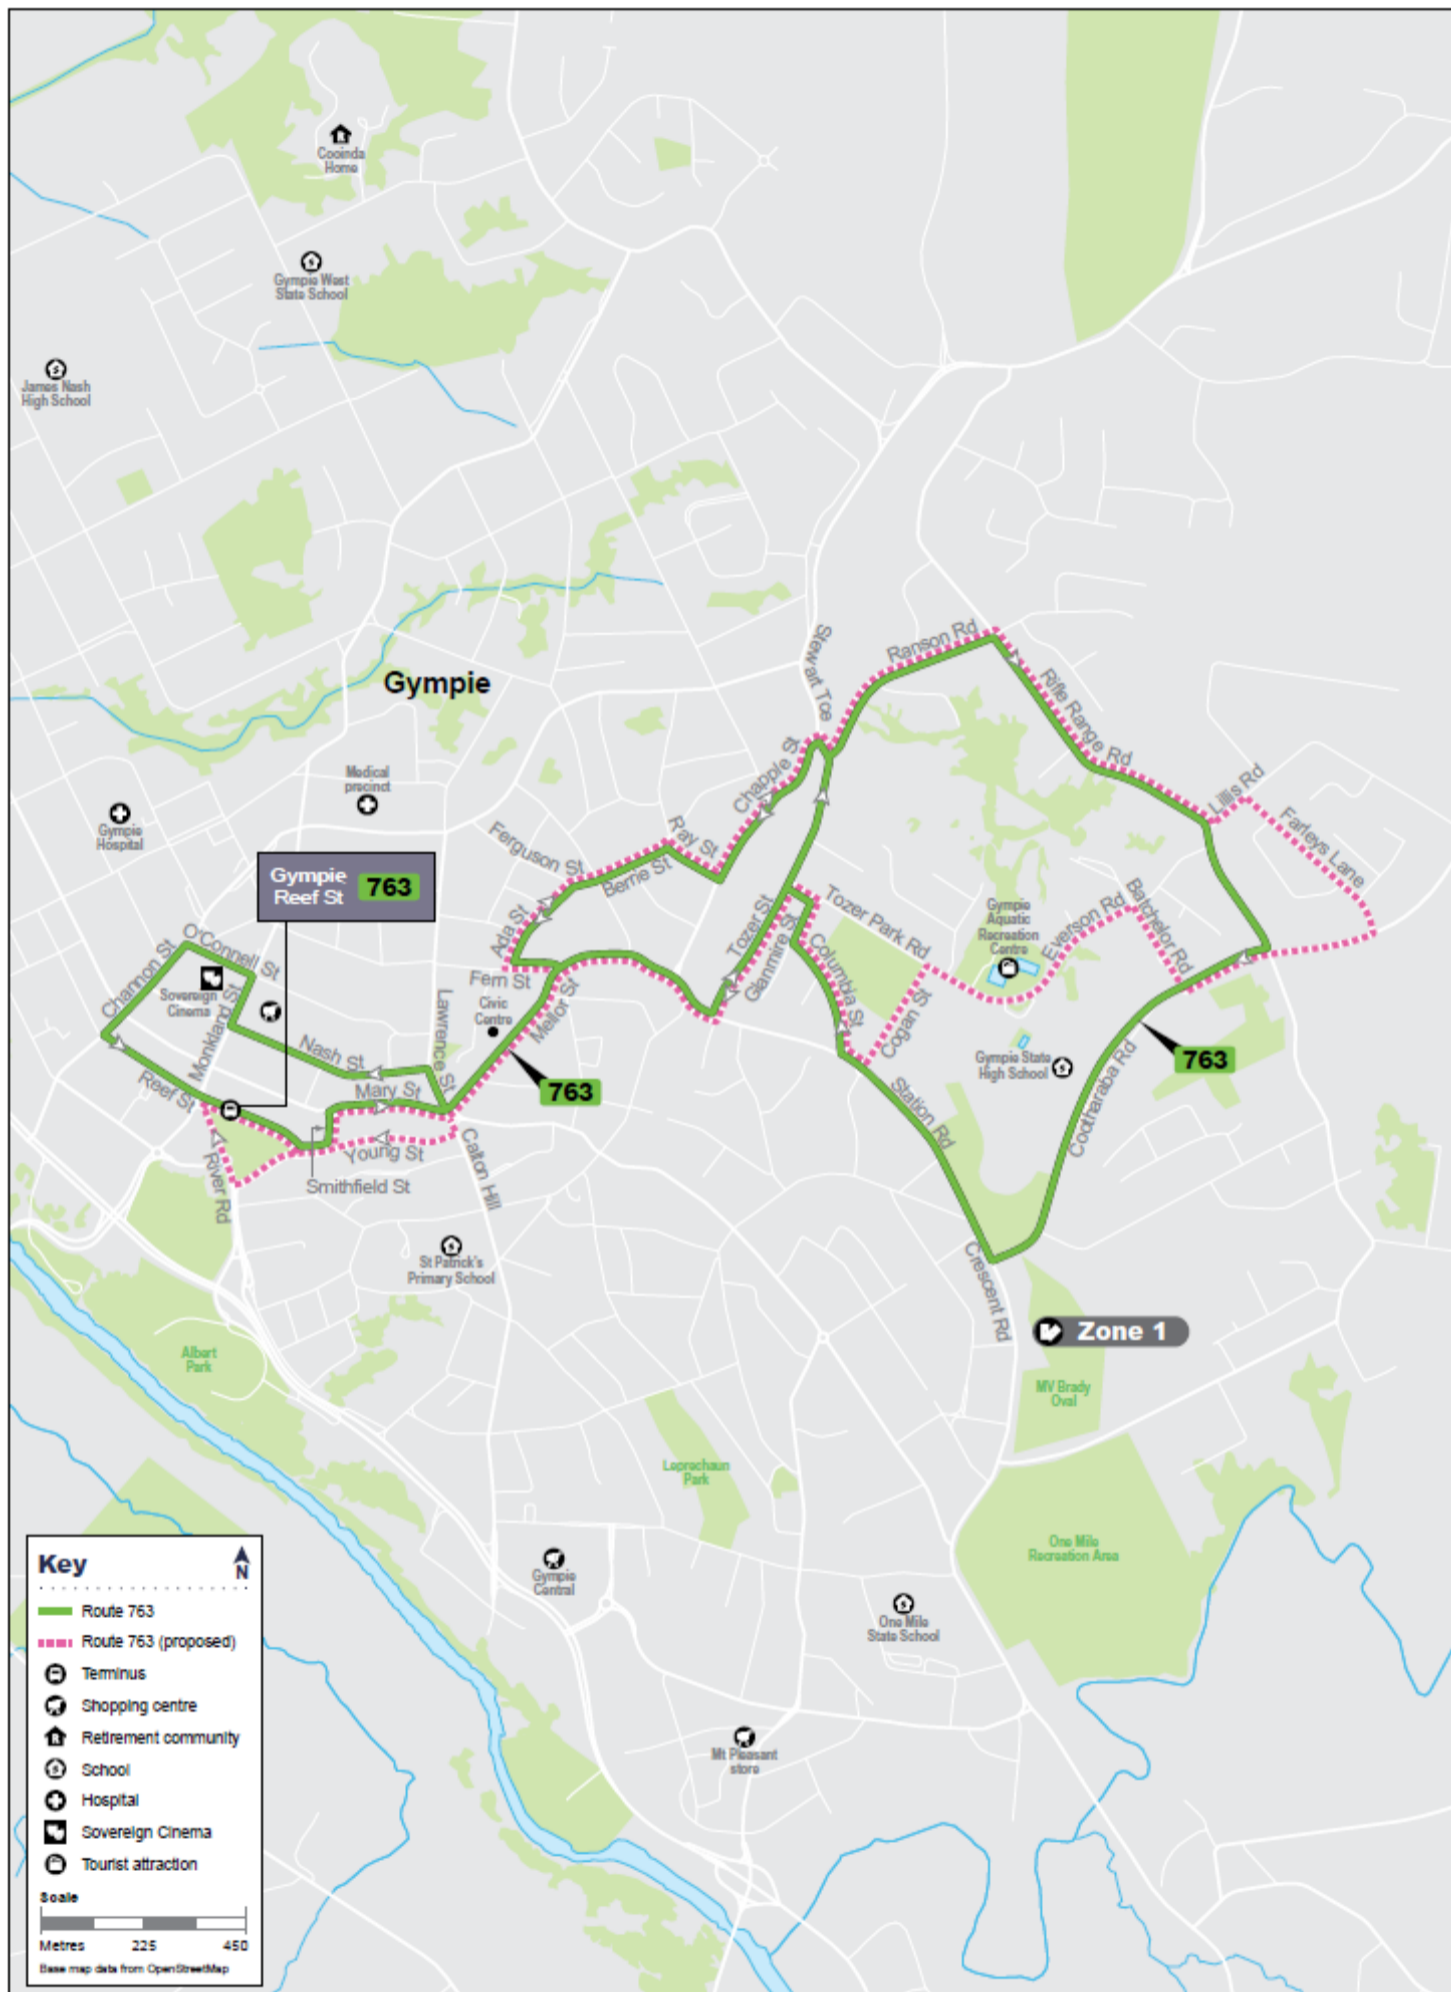 Cooinda
Home
Gympie West
State School
James Nash
High School
Stewart Tce
Ranson Rd
Rifle Range Rd
Gympie
Medical
precinct
Chapple St
Lillis Rd
Farleys Lane
Gympie
Hospital
Ferguson St
Ray St
Berrie St
Gympie
Reef St
763
Ada St
Tozer St
Tozer Park Rd
Gympie
Aquatic
Recreation
Centre
Everson Rd
Batchelor Rd
O'Connell St
Channon St
Sovereign
Cinema
Monkland St
Fern St
Glanmire St
Columbia St
Civic
Centre
Mellor St
Lawrence St
Cogan St
Nash St
Mary St
Reef St
763
Gympie State
High School
763
Station Rd
Cootharaba Rd
Young St
Smithfield St
River Rd
Calton Hill
St Patrick's
Primary School
Crescent Rd
Zone 1
Albert
Park
MV Brady
Oval
Leprechaun
Park
One Mile
Recreation Area
Gympie
Central
One Mile
State School
Mt Pleasant
store
Key
N
Route 763
Route 763 (proposed)
Terminus
Shopping centre
Retirement community
School
Hospital
Sovereign Cinema
Tourist attraction
Scale
Metres 225 450
Base map data from OpenStreetMap